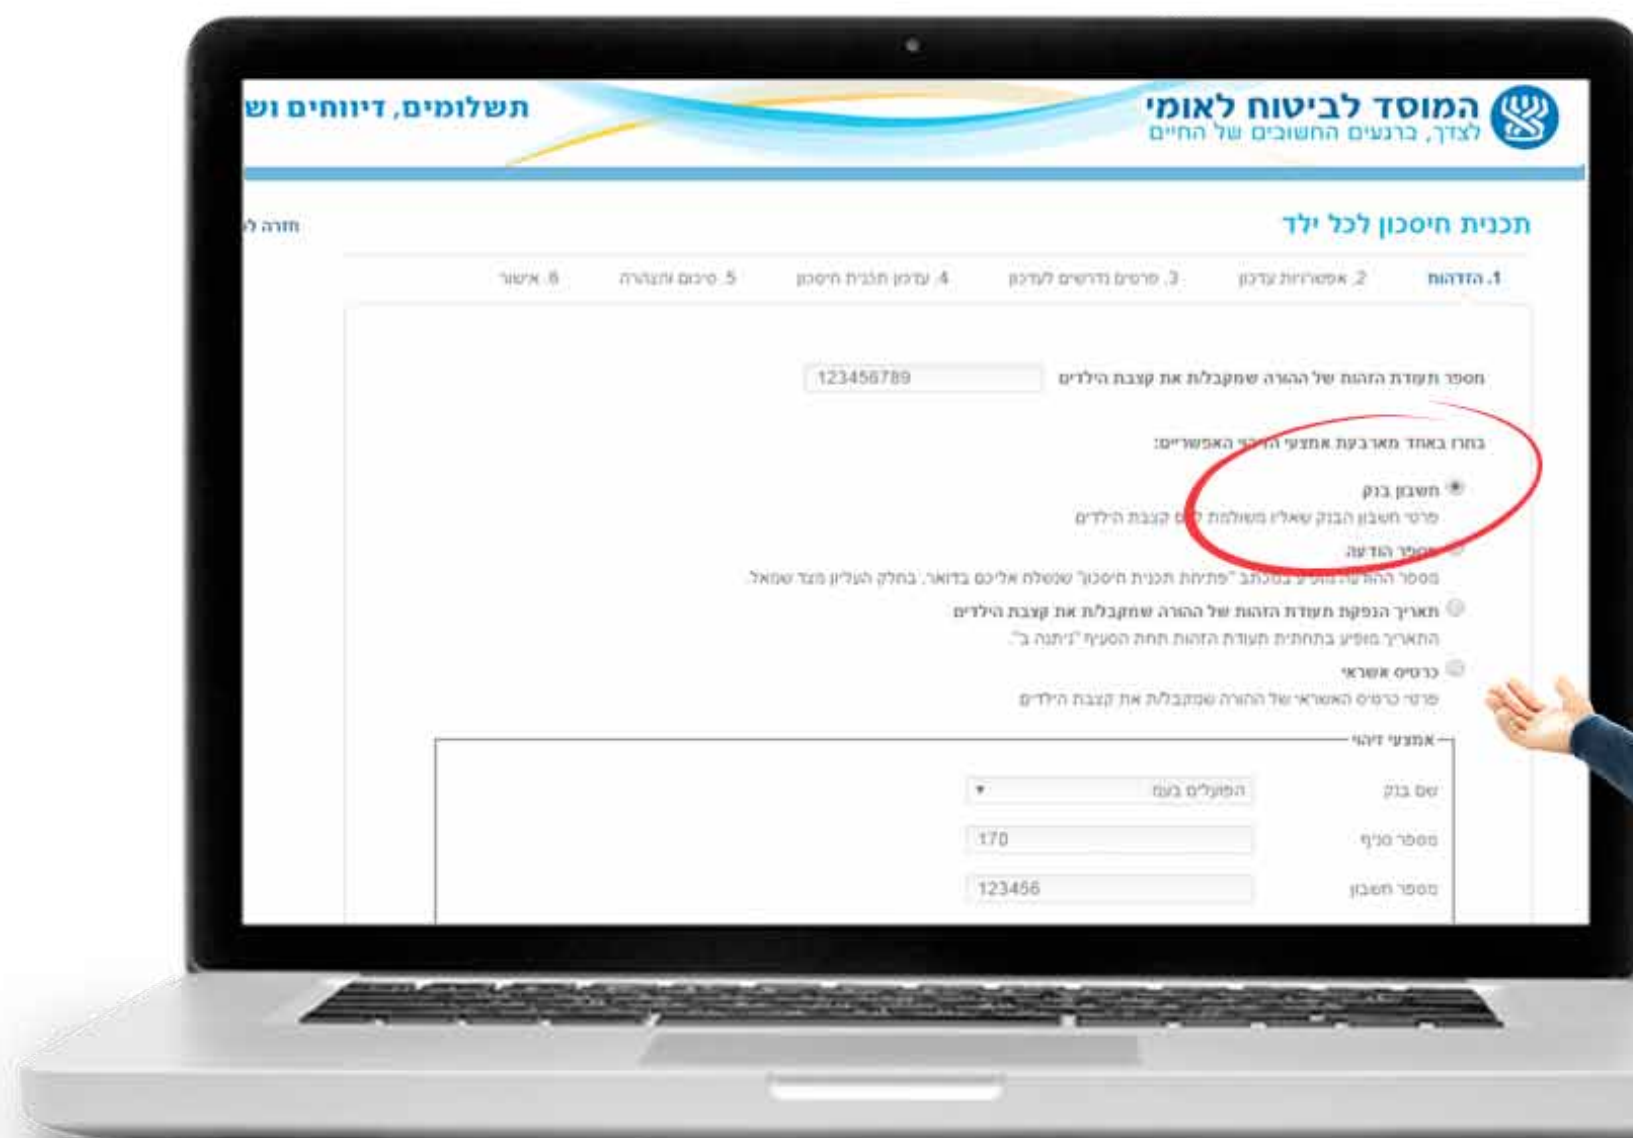 המוסד לביטוח לאומי
לצדך, ברגעים החשובים של החיים
תשלומים, דיווחים וש
חזרה
תכנית חיסכון לכל ילד
1. הזדהות
2. אפשרויות עדכון
3. פרטים נדרשים לעדכון
4. עדכון תכנית חיסכון
5. סיכום והצהרה
6. אישור
מספר תעודת הזהות של ההורה שמקבל/ת את קצבת הילדים
123456789
בחרו באחד מארבעת אמצעי הזיהוי האפשריים:
חשבון בנק
פרטי חשבון הבנק שאליו משולמת לכם קצבת הילדים
מספר הודעה
מספר ההודעה מופיע במכתב "פתיחת תכנית חיסכון" שנשלח אליכם בדואר, בחלק העליון מצד שמאל.
תאריך הנפקת תעודת הזהות של ההורה שמקבל/ת את קצבת הילדים
התאריך מופיע בתחתית תעודת הזהות תחת הסעיף "ניתנה ב".
כרטיס אשראי
פרטי כרטיס האשראי של ההורה שמקבל/ת את קצבת הילדים
אמצעי זיהוי
שם בנק
הפועלים בעמ
מספר סניף
170
מספר חשבון
123456